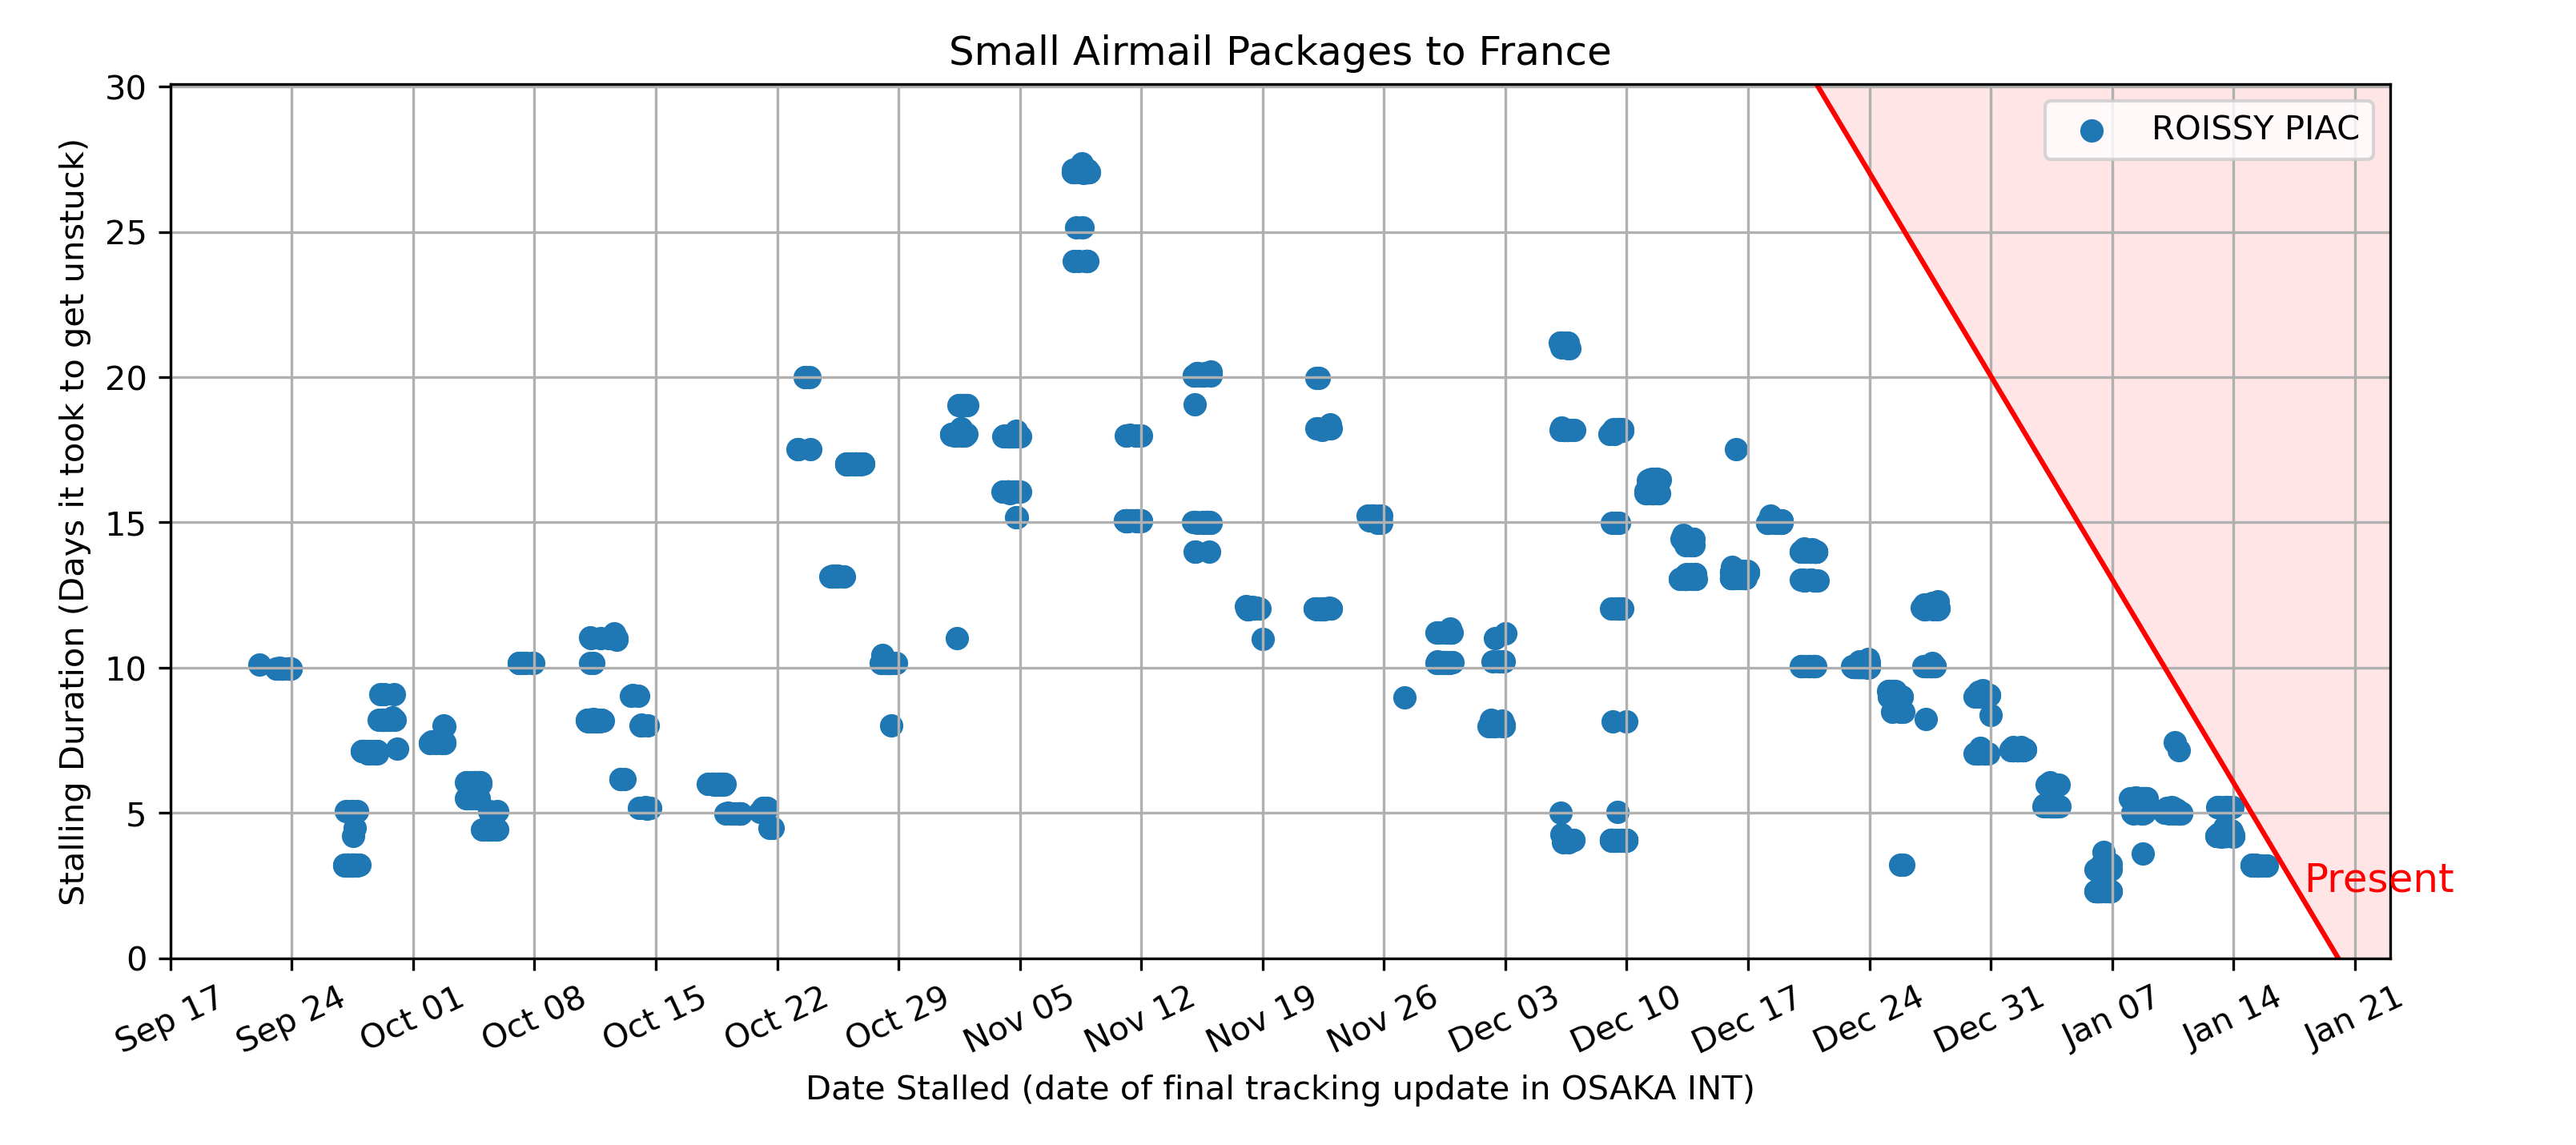 Small Airmail Packages to France
ROISSY PIAC
Stalling Duration (Days it took to get unstuck)
30
25
20
15
10
5
0
Present
Sep 17
Sep 24
Oct 01
Oct 08
Oct 15
Oct 22
Oct 29
Nov 05
Nov 12
Nov 19
Nov 26
Dec 03
Dec 10
Dec 17
Dec 24
Dec 31
Jan 07
Jan 14
Jan 21
Date Stalled (date of final tracking update in OSAKA INT)